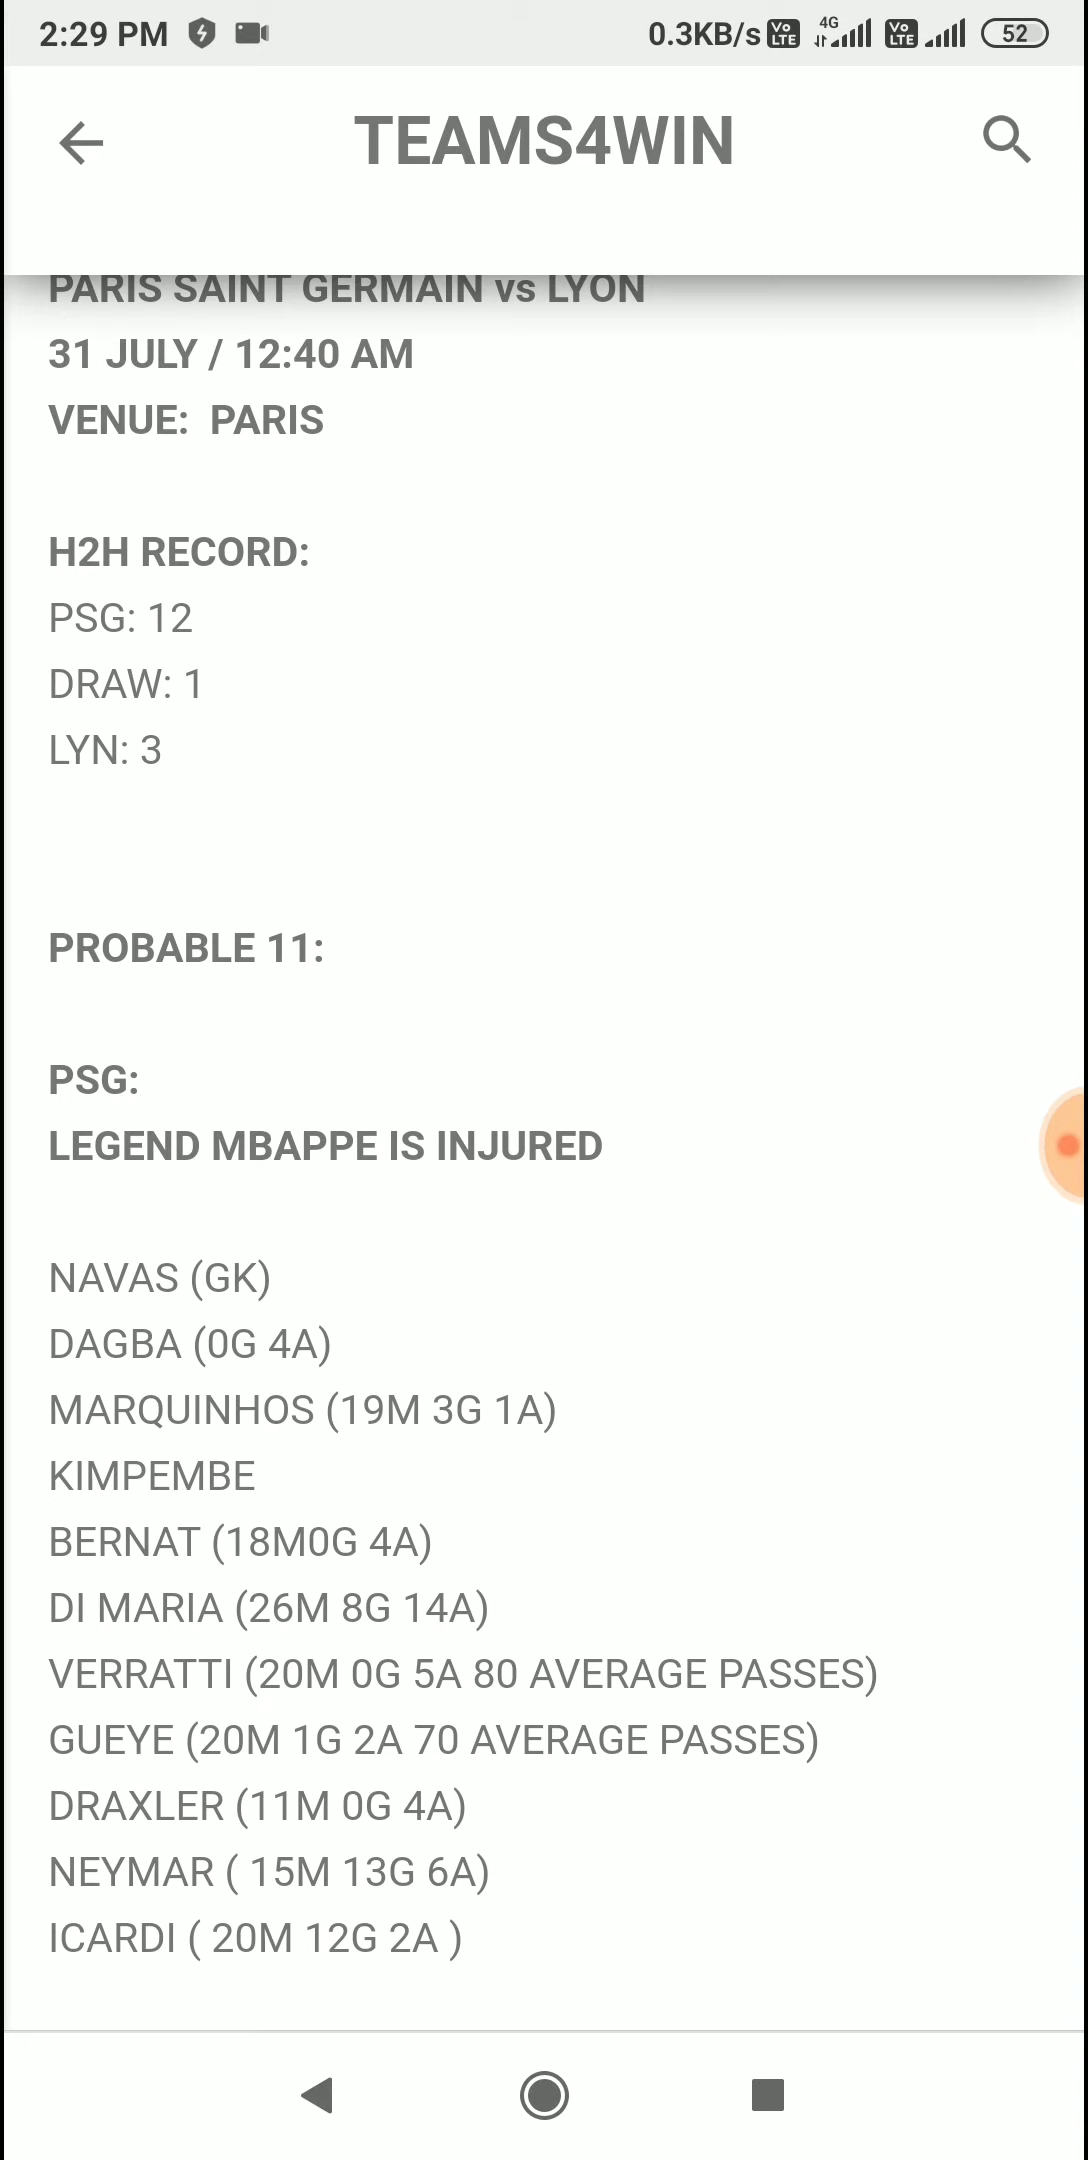 2:29 PM 0.3KB/s Vo LTE 4G Vo LTE 52
TEAMS4WIN
PARIS SAINT GERMAIN vs LYON
31 JULY / 12:40 AM
VENUE:  PARIS
H2H RECORD:
PSG: 12
DRAW: 1
LYN: 3
PROBABLE 11:
PSG:
LEGEND MBAPPE IS INJURED
NAVAS (GK)
DAGBA (0G 4A)
MARQUINHOS (19M 3G 1A)
KIMPEMBE
BERNAT (18M0G 4A)
DI MARIA (26M 8G 14A)
VERRATTI (20M 0G 5A 80 AVERAGE PASSES)
GUEYE (20M 1G 2A 70 AVERAGE PASSES)
DRAXLER (11M 0G 4A)
NEYMAR ( 15M 13G 6A)
ICARDI ( 20M 12G 2A )